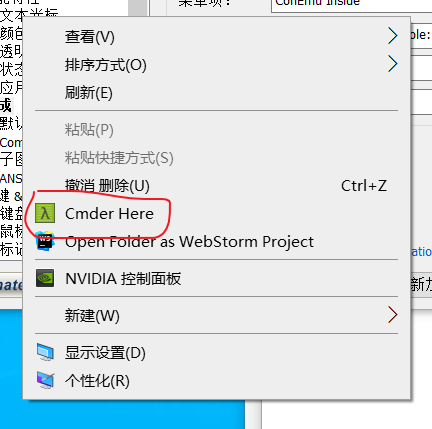 菜单项:
ConEmu Inside
文本光标
颜色
透明
状态
应用
成
默认
Com
子图
ANS
键 &
键盘
鼠标
标记
查看(V)
排序方式(O)
刷新(E)
粘贴(P)
粘贴快捷方式(S)
撤消 删除(U) Ctrl+Z
Cmder Here
Open Folder as WebStorm Project
NVIDIA 控制面板
新建(W)
显示设置(D)
个性化(R)
ble:
ation
新加